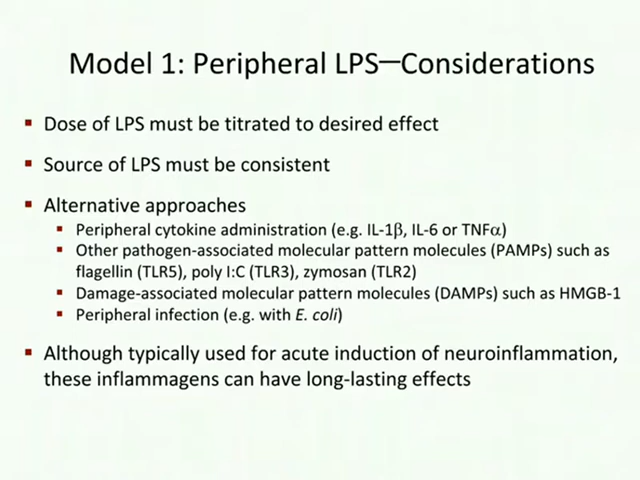 Model 1: Peripheral LPS—Considerations
▪ Dose of LPS must be titrated to desired effect
▪ Source of LPS must be consistent
▪ Alternative approaches
▪ Peripheral cytokine administration (e.g. IL-1β, IL-6 or TNFα)
▪ Other pathogen-associated molecular pattern molecules (PAMPs) such as
flagellin (TLR5), poly I:C (TLR3), zymosan (TLR2)
▪ Damage-associated molecular pattern molecules (DAMPs) such as HMGB-1
▪ Peripheral infection (e.g. with E. coli)
▪ Although typically used for acute induction of neuroinflammation,
these inflammagens can have long-lasting effects